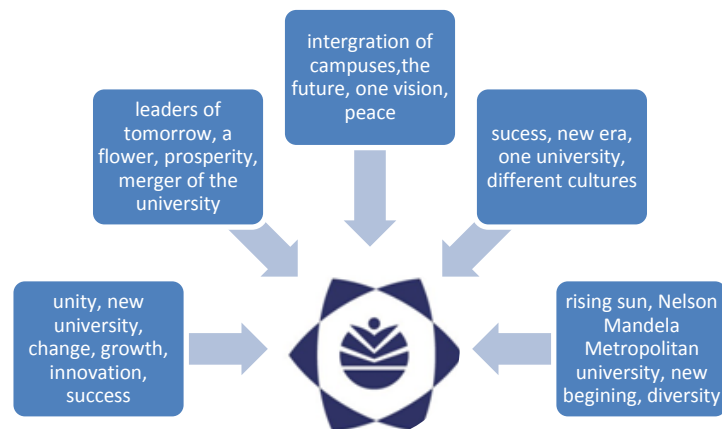 unity, new
university,
change, growth,
innovation,
success
leaders of
tomorrow, a
flower, prosperity,
merger of the
university
intergration of
campuses,the
future, one vision,
peace
sucess, new era,
one university,
different cultures
rising sun, Nelson
Mandela
Metropolitan
university, new
begining, diversity